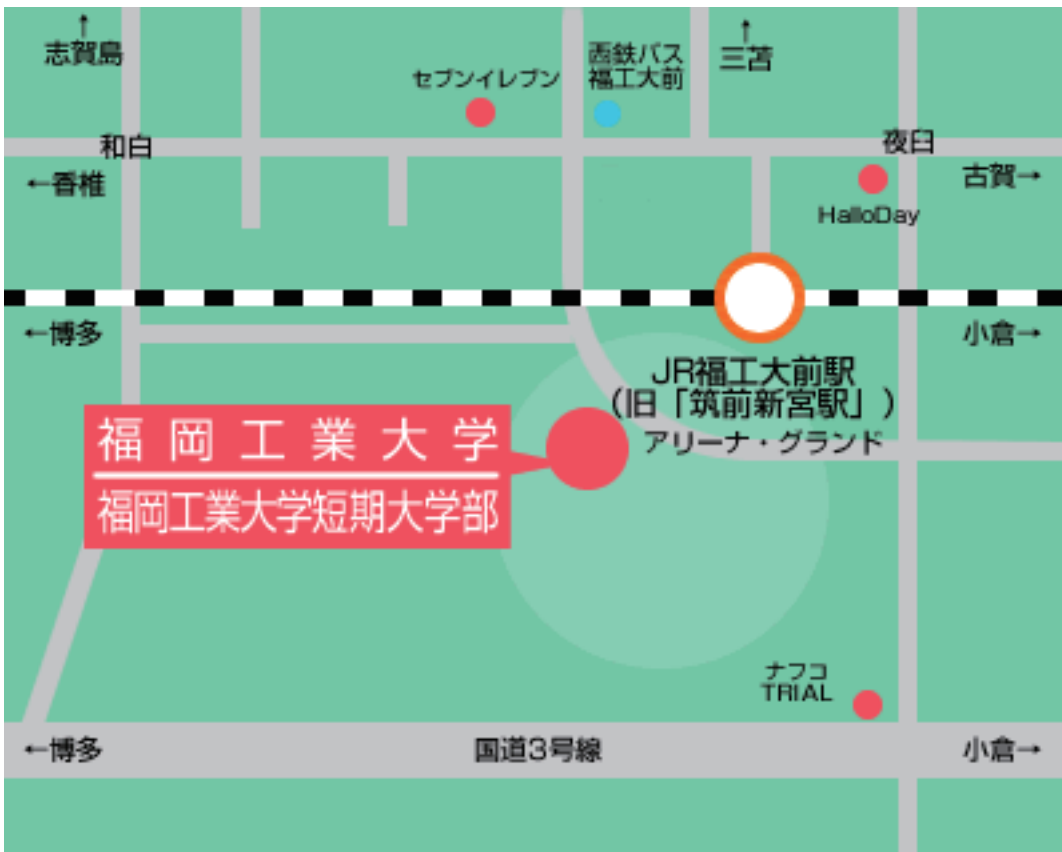 ↑
志賀島
セブンイレブン
西鉄バス
福工大前
↑
三苫
和白
夜臼
←香椎
古賀→
HalloDay
←博多
小倉→
JR福工大前駅
(旧「筑前新宮駅」)
アリーナ・グランド
福岡工業大学
福岡工業大学短期大学部
ナフコ
TRIAL
←博多
国道3号線
小倉→